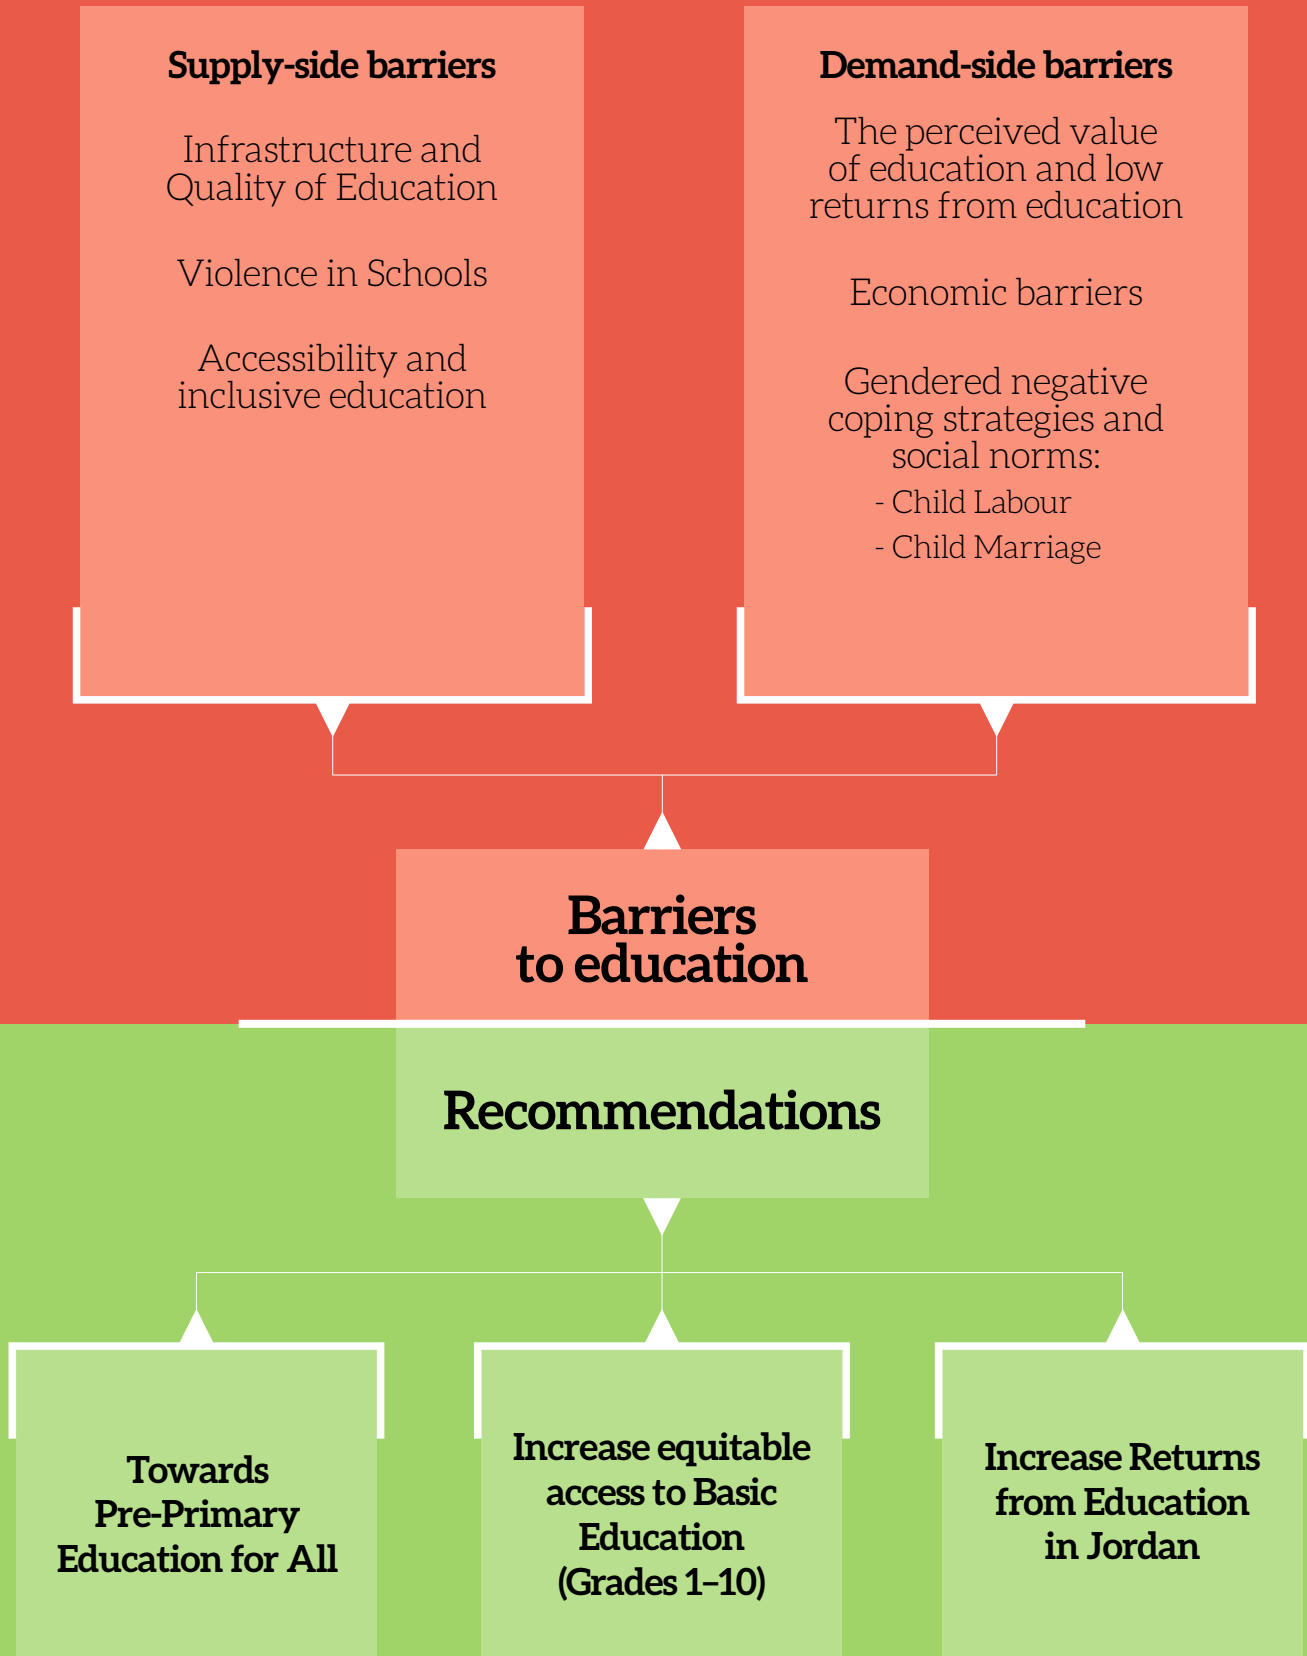 Supply-side barriers
Infrastructure and
Quality of Education
Violence in Schools
Accessibility and
inclusive education
Demand-side barriers
The perceived value
of education and low
returns from education
Economic barriers
Gendered negative
coping strategies and
social norms:
- Child Labour
- Child Marriage
Barriers
to education
Recommendations
Towards
Pre-Primary
Education for All
Increase equitable
access to Basic
Education
(Grades 1–10)
Increase Returns
from Education
in Jordan